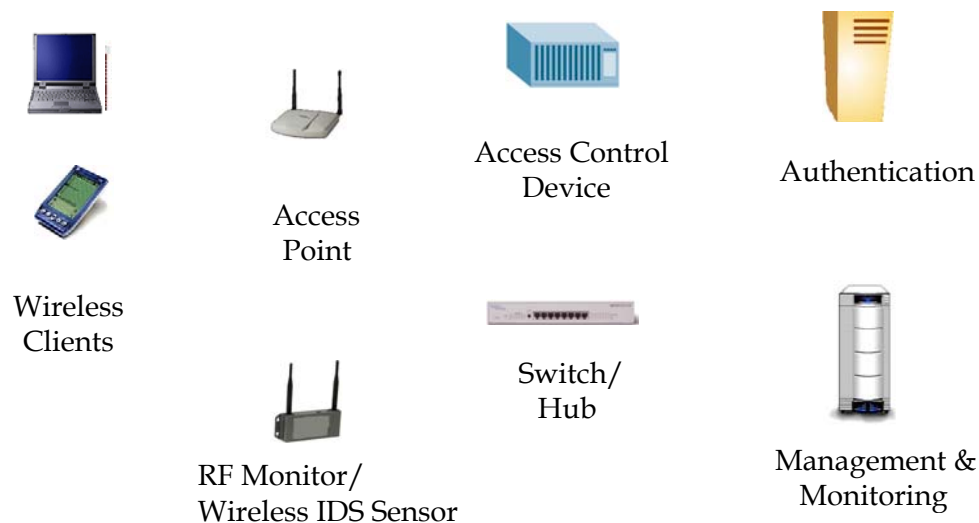 Access Control
Device
Authentication
Access
Point
Wireless
Clients
Switch/
Hub
RF Monitor/
Wireless IDS Sensor
Management &
Monitoring